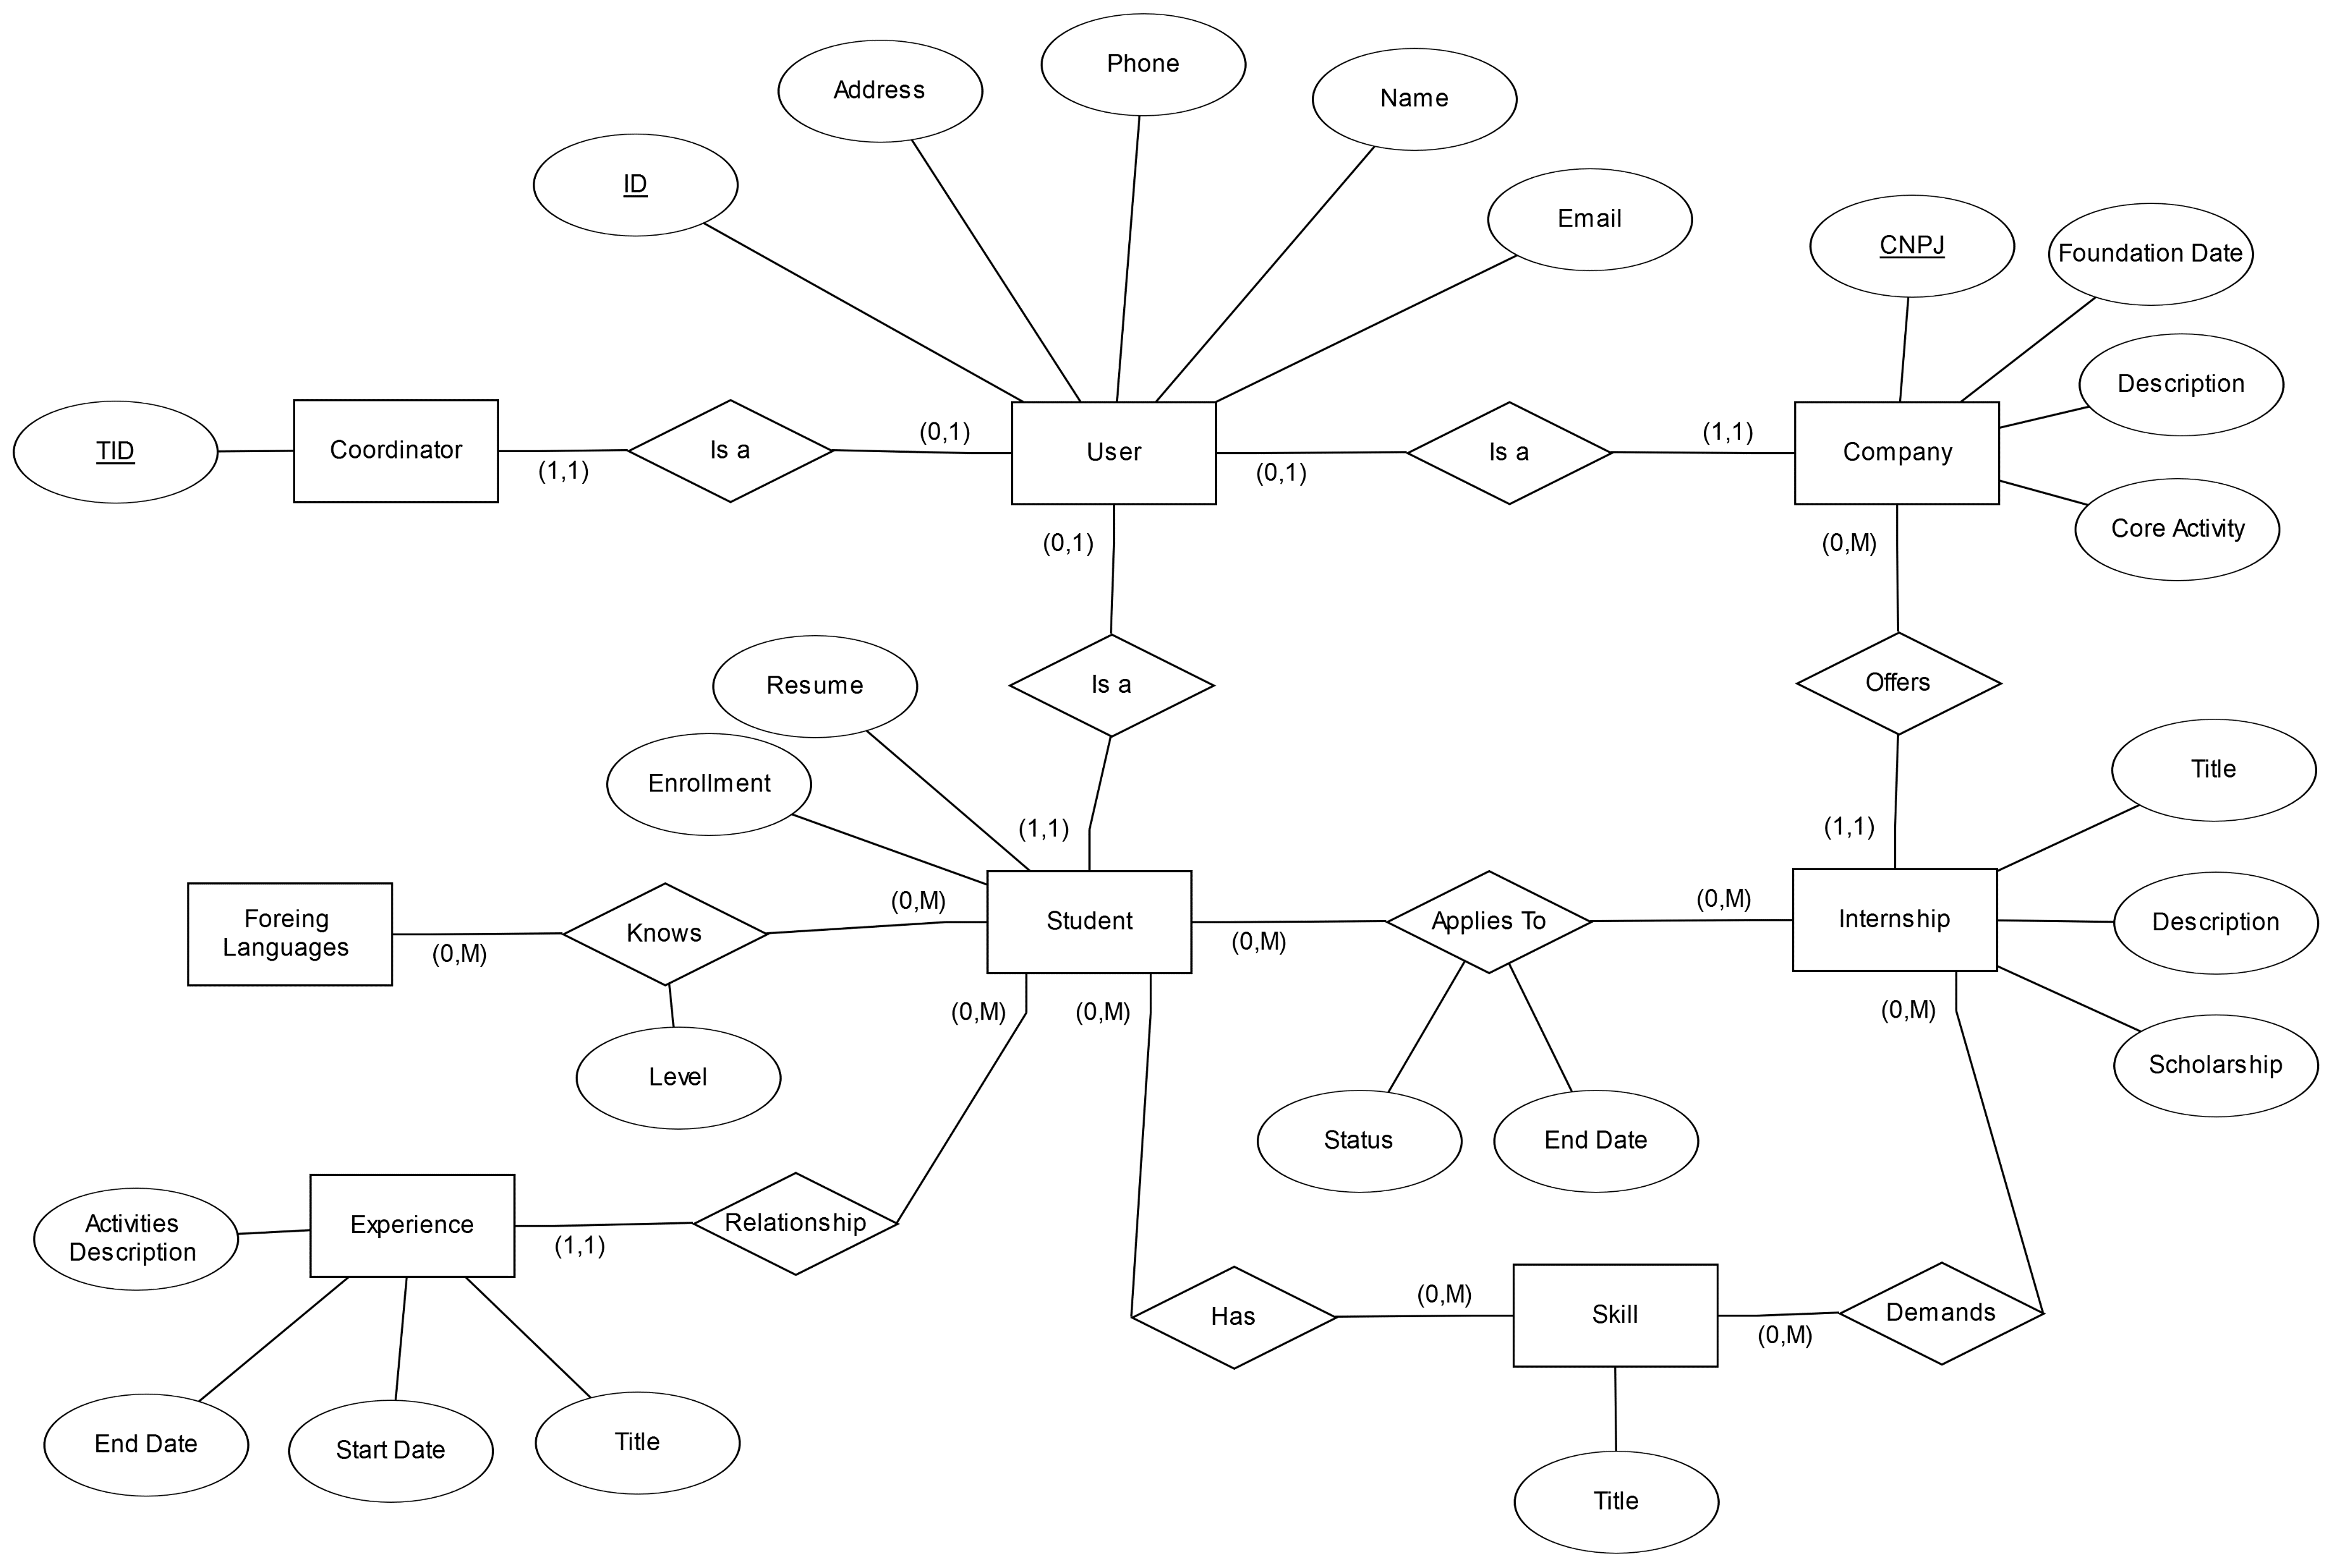 Phone
Address
Name
ID
Email
CNPJ
Foundation Date
Description
TID
Coordinator
(1,1)
Is a
(0,1)
User
(0,1)
Is a
(1,1)
Company
Core Activity
(0,1)
(0,M)
Resume
Is a
Offers
Enrollment
(1,1)
(1,1)
Title
Foreing
Languages
(0,M)
Knows
(0,M)
Student
(0,M)
Applies To
(0,M)
Internship
Description
(0,M)
(0,M)
(0,M)
Level
Scholarship
Status
End Date
Activities
Description
Experience
(1,1)
Relationship
Has
(0,M)
Skill
(0,M)
Demands
End Date
Start Date
Title
Title